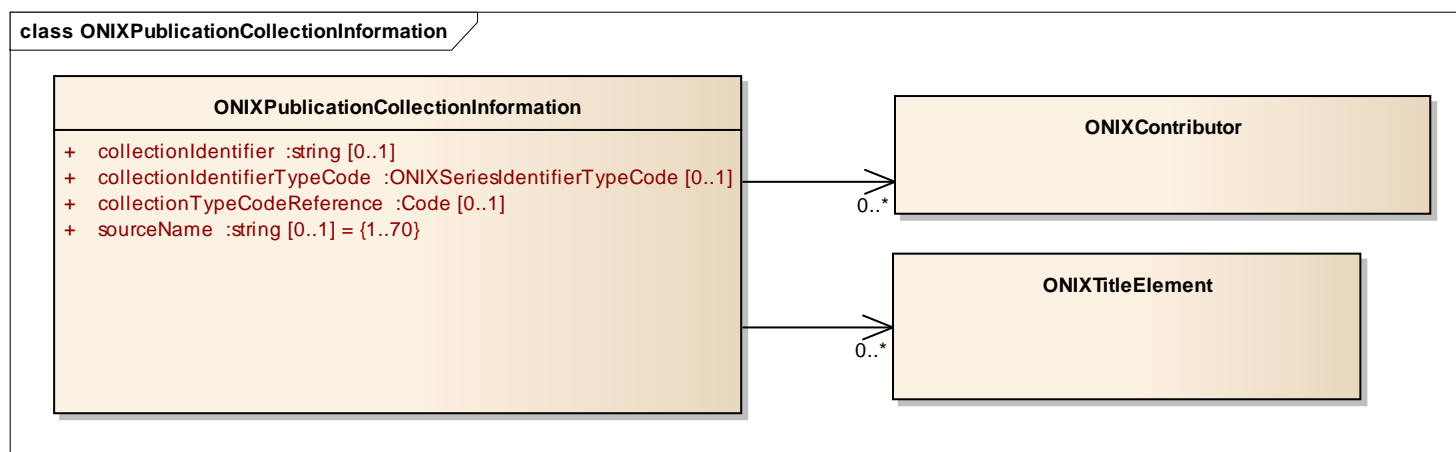 class ONIXPublicationCollectionInformation
ONIXPublicationCollectionInformation
+ collectionIdentifier :string [0..1]
+ collectionIdentifierTypeCode :ONIXSeriesIdentifierTypeCode [0..1]
+ collectionTypeCodeReference :Code [0..1]
+ sourceName :string [0..1] = {1..70}
ONIXContributor
0..*
ONIXTitleElement
0..*